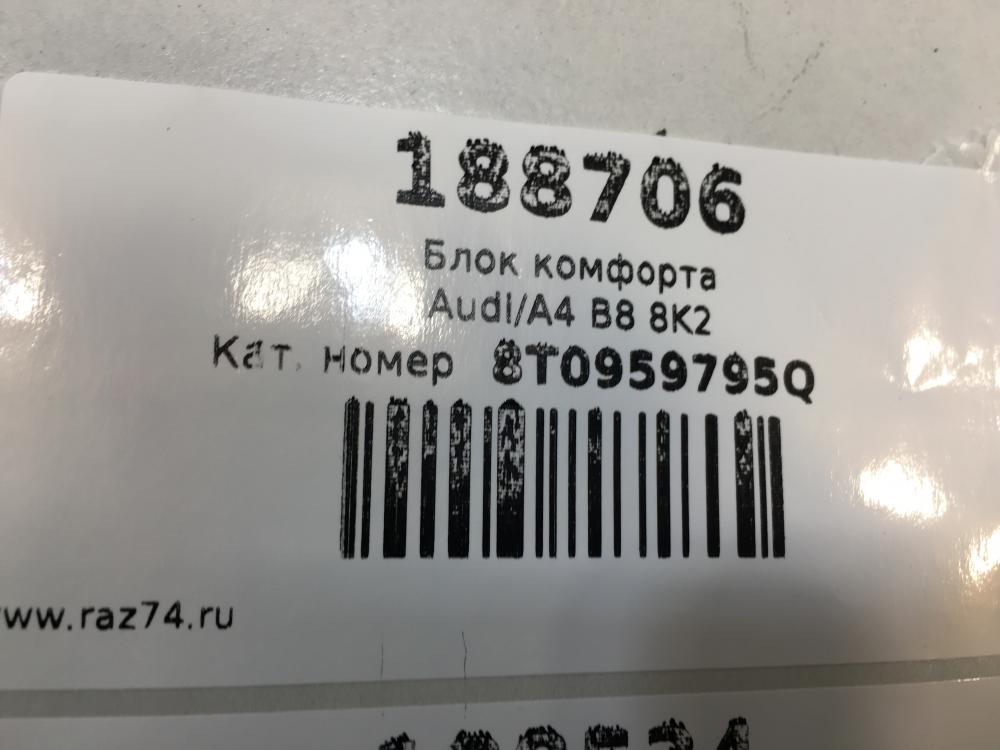 188706
Блок комфорта
Audi/A4 B8 8K2
Кат. номер 8T0959795Q
www.raz74.ru